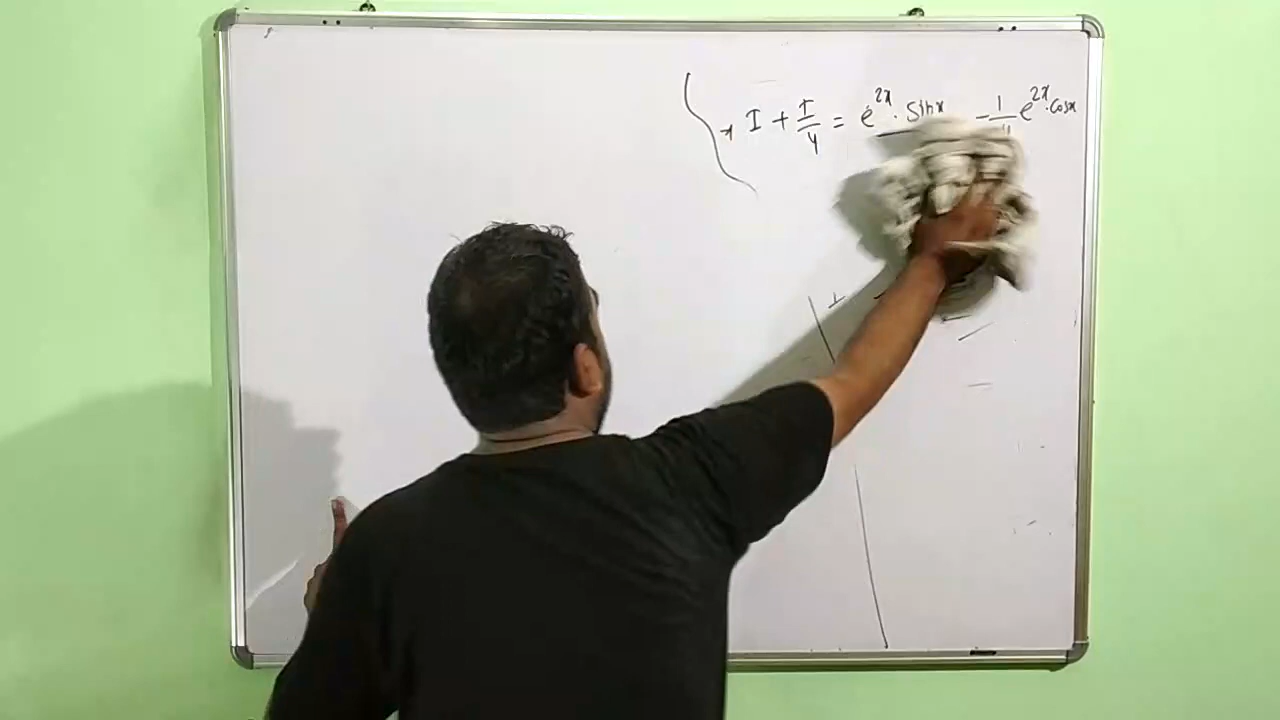 * I + I/4 = e^2x . Sinx - 1/4 e^2x . Cosx